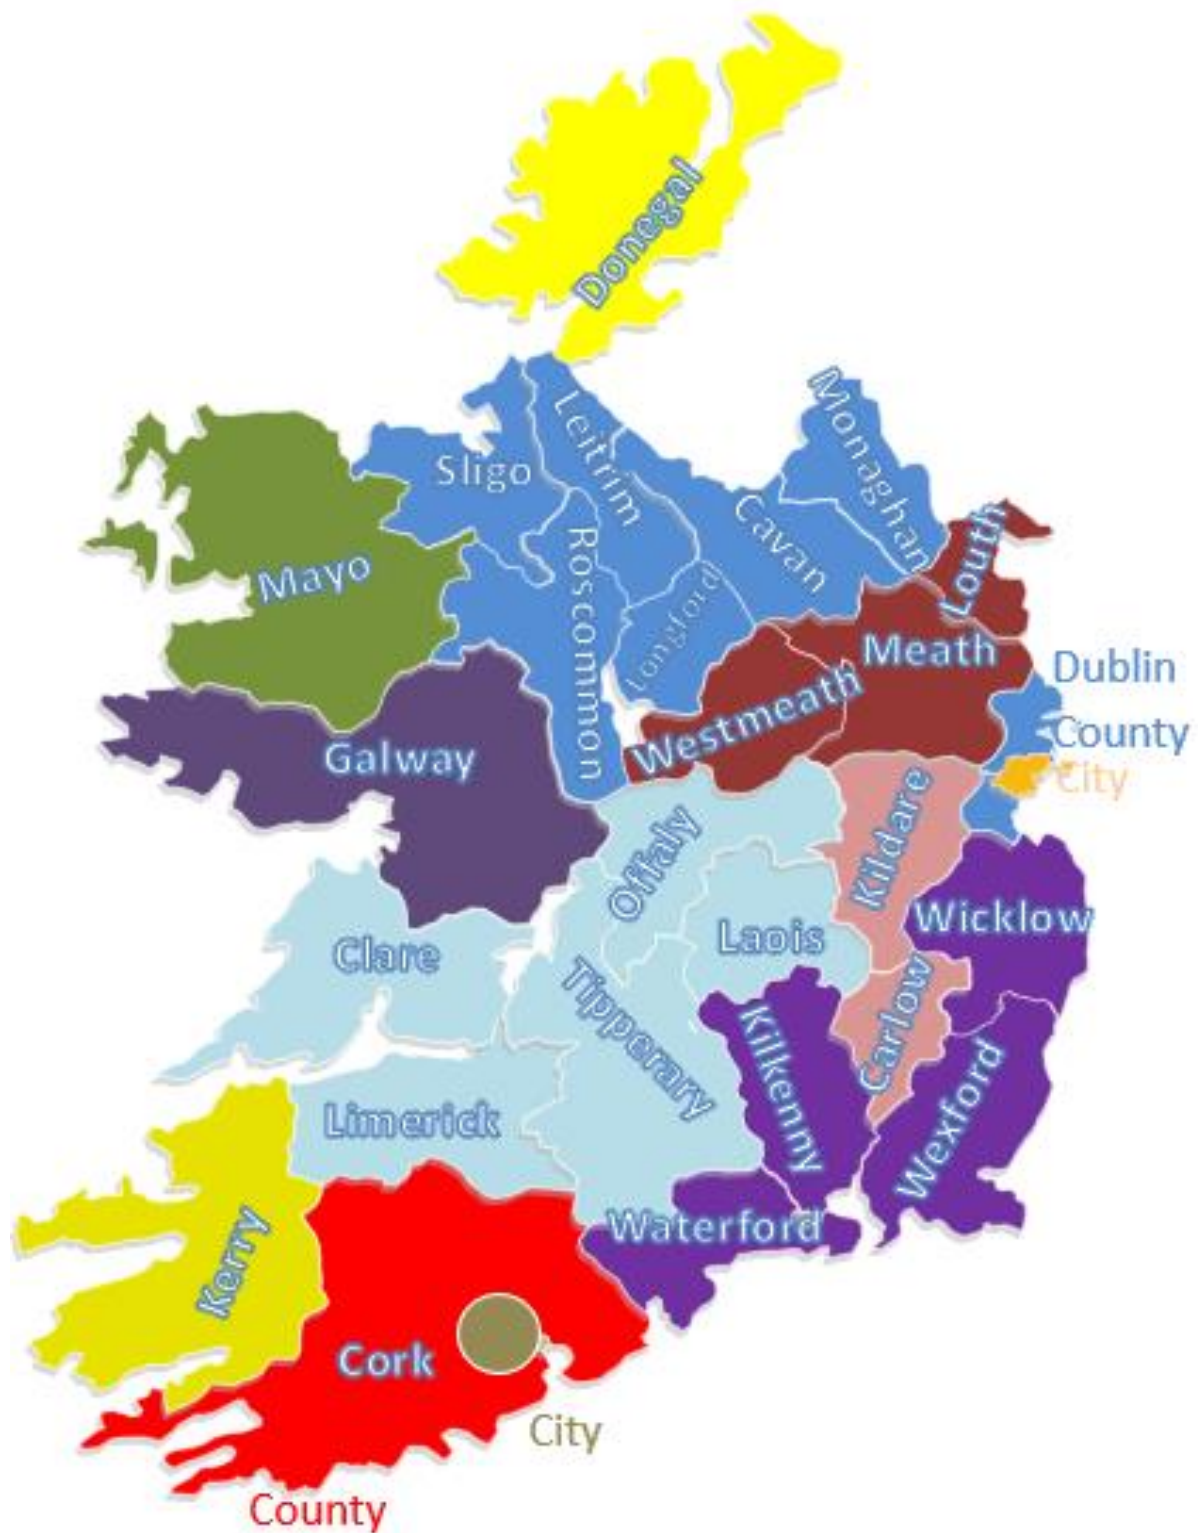 Donegal
Monaghan
Leitrim
Sligo
Cavan
Louth
Roscommon
Longford
Mayo
Meath
Dublin
County
City
Westmeath
Galway
Kildare
Offaly
Laois
Wicklow
Clare
Carlow
Tipperary
Kilkenny
Wexford
Limerick
Waterford
Kerry
Cork
City
County